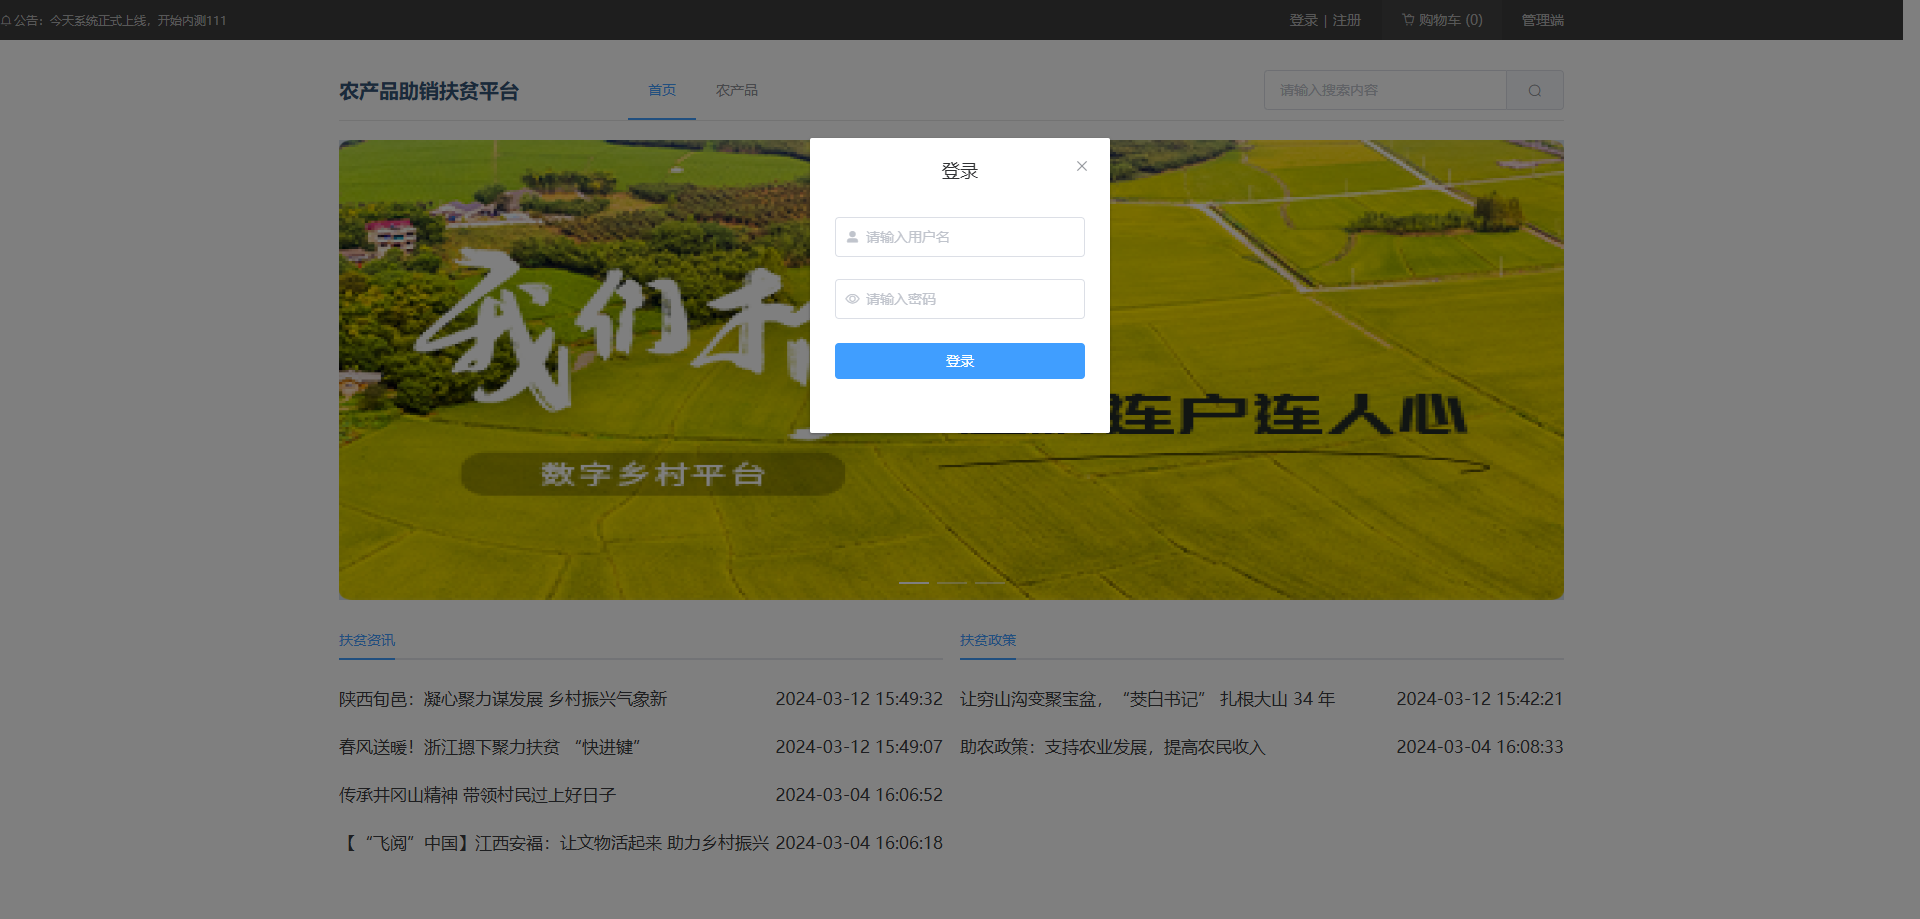 公告：今天系统正式上线，开始内测111
登录 | 注册
购物车 (0)
管理端
农产品助销扶贫平台
首页
农产品
请输入搜索内容
登录
请输入用户名
请输入密码
登录
我们
连户连人心
数字乡村平台
扶贫资讯
陕西旬邑：凝心聚力谋发展 乡村振兴气象新 2024-03-12 15:49:32
春风送暖！浙江摁下聚力扶贫 “快进键” 2024-03-12 15:49:07
传承井冈山精神 带领村民过上好日子 2024-03-04 16:06:52
【 “飞阅” 中国】江西安福：让文物活起来 助力乡村振兴 2024-03-04 16:06:18
扶贫政策
让穷山沟变聚宝盆， “茭白书记” 扎根大山 34 年 2024-03-12 15:42:21
助农政策：支持农业发展，提高农民收入 2024-03-04 16:08:33